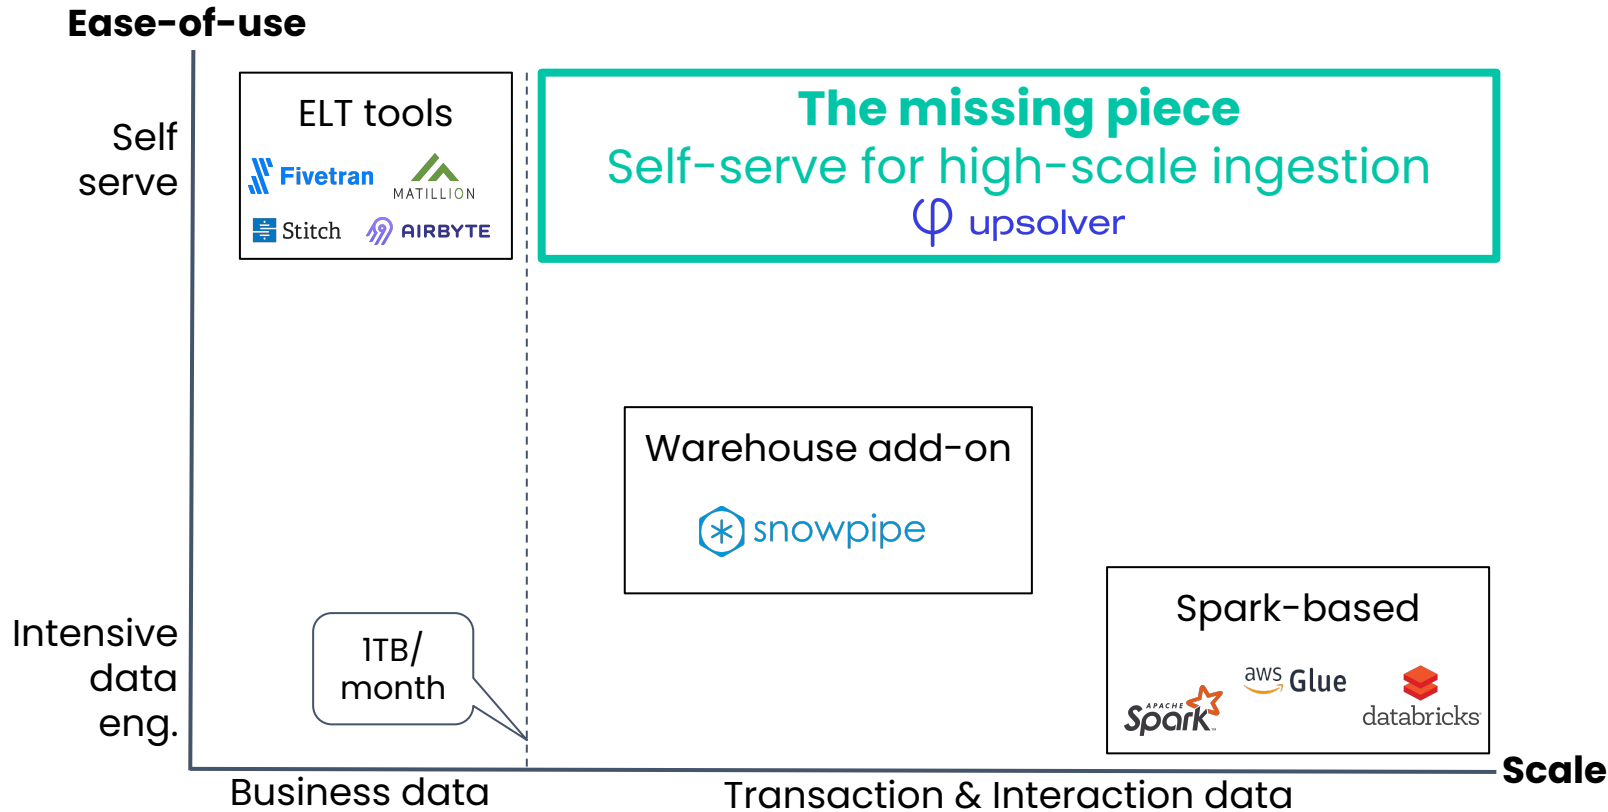 Ease-of-use
Self
serve
ELT tools
Fivetran
MATILLION
Stitch
AIRBYTE
The missing piece
Self-serve for high-scale ingestion
upsolver
Warehouse add-on
snowpipe
Intensive
data
eng.
1TB/
month
Spark-based
APACHE
Spark
aws Glue
databricks
Scale
Business data
Transaction & Interaction data